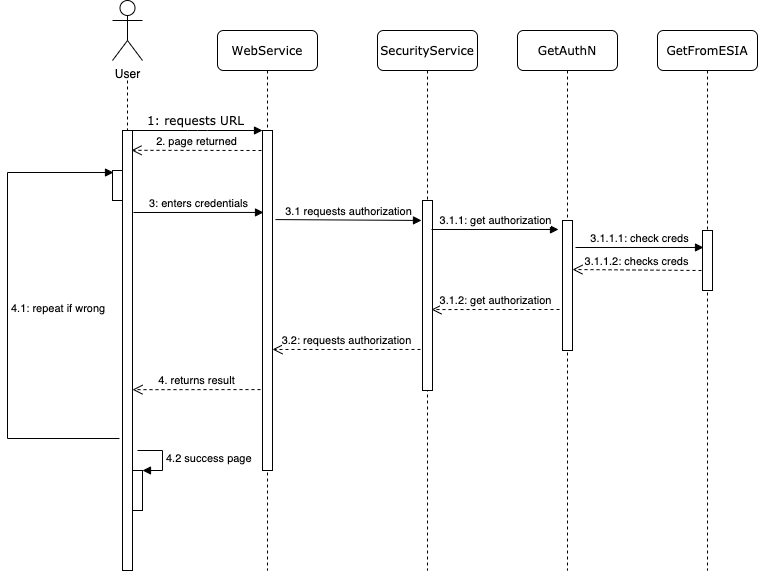 User
WebService
SecurityService
GetAuthN
GetFromESIA
1: requests URL
2. page returned
3: enters credentials
3.1 requests authorization
3.1.1: get authorization
3.1.1.1: check creds
3.1.1.2: checks creds
3.1.2: get authorization
4.1: repeat if wrong
3.2: requests authorization
4. returns result
4.2 success page